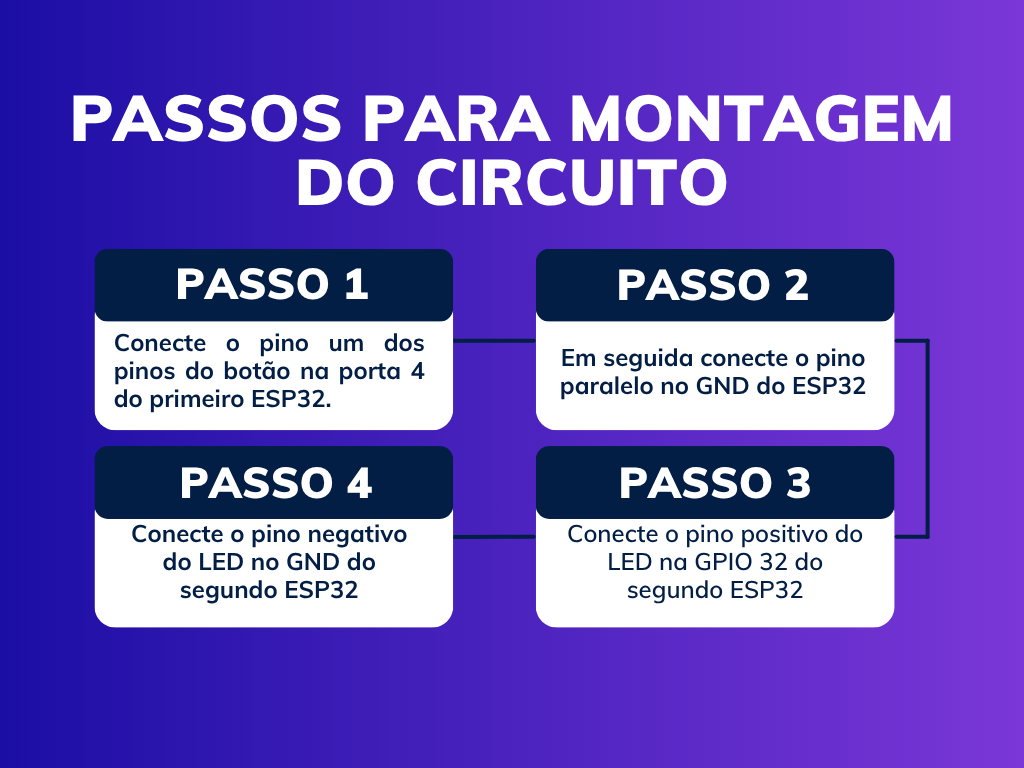 PASSOS PARA MONTAGEM
DO CIRCUITO
PASSO 1
Conecte o pino um dos
pinos do botão na porta 4
do primeiro ESP32.
PASSO 2
Em seguida conecte o pino
paralelo no GND do ESP32
PASSO 3
Conecte o pino positivo do
LED na GPIO 32 do
segundo ESP32
PASSO 4
Conecte o pino negativo
do LED no GND do
segundo ESP32